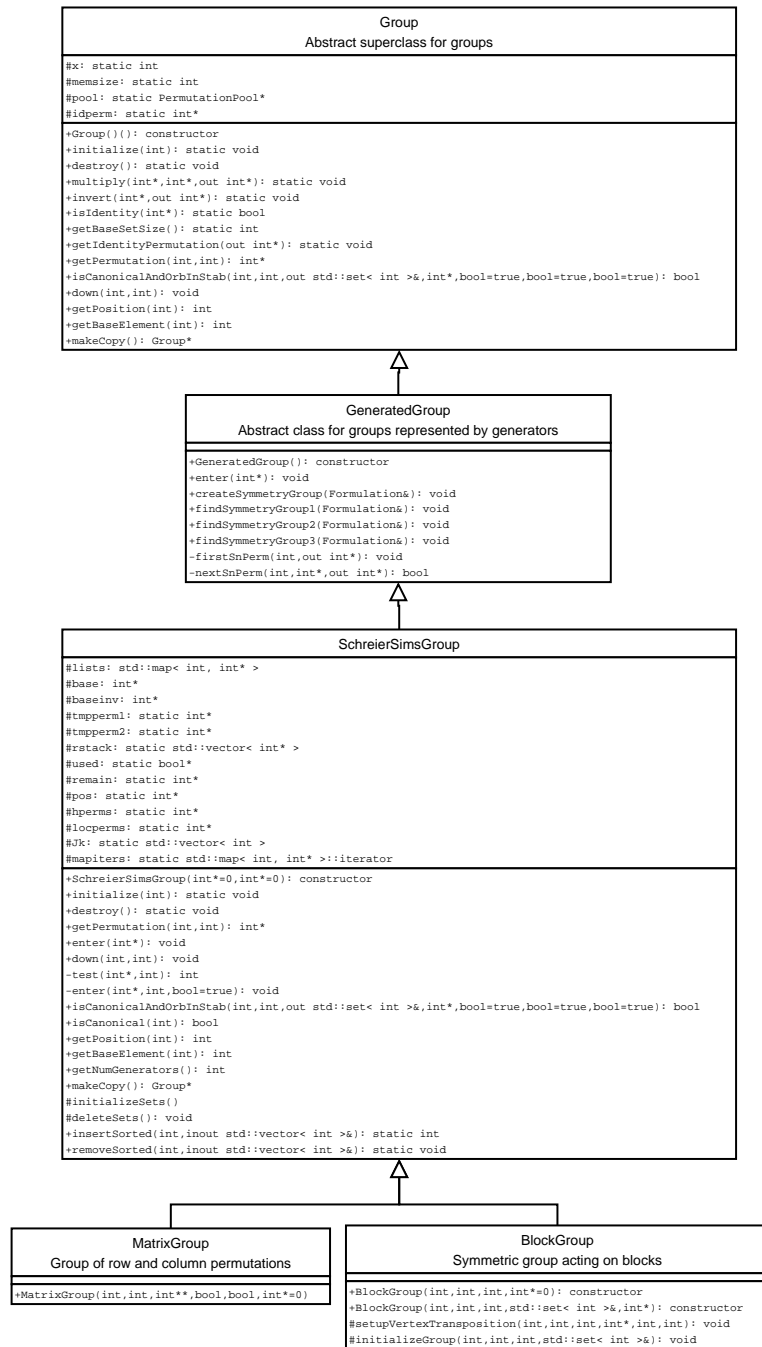 Group
Abstract superclass for groups
#x: static int
#memsize: static int
#pool: static PermutationPool*
#idperm: static int*
+Group()(): constructor
+initialize(int): static void
+destroy(): static void
+multiply(int*,int*,out int*): static void
+invert(int*,out int*): static void
+isIdentity(int*): static bool
+getBaseSetSize(): static int
+getIdentityPermutation(out int*): static void
+getPermutation(int,int): int*
+isCanonicalAndOrbInStab(int,int,out std::set< int >&,int*,bool=true,bool=true,bool=true): bool
+down(int,int): void
+getPosition(int): int
+getBaseElement(int): int
+makeCopy(): Group*
GeneratedGroup
Abstract class for groups represented by generators
+GeneratedGroup(): constructor
+enter(int*): void
+createSymmetryGroup(Formulation&): void
+findSymmetryGroup1(Formulation&): void
+findSymmetryGroup2(Formulation&): void
+findSymmetryGroup3(Formulation&): void
-firstSnPerm(int,out int*): void
-nextSnPerm(int,int*,out int*): bool
SchreierSimsGroup
#lists: std::map< int, int* >
#base: int*
#baseinv: int*
#tmpperm1: static int*
#tmpperm2: static int*
#rstack: static std::vector< int* >
#used: static bool*
#remain: static int*
#pos: static int*
#hperms: static int*
#locperms: static int*
#Jk: static std::vector< int >
#mapiters: static std::map< int, int* >::iterator
+SchreierSimsGroup(int*=0,int*=0): constructor
+initialize(int): static void
+destroy(): static void
+getPermutation(int,int): int*
+enter(int*): void
+down(int,int): void
-test(int*,int): int
-enter(int*,int,bool=true): void
+isCanonicalAndOrbInStab(int,int,out std::set< int >&,int*,bool=true,bool=true,bool=true): bool
+isCanonical(int): bool
+getPosition(int): int
+getBaseElement(int): int
+getNumGenerators(): int
+makeCopy(): Group*
#initializeSets()
#deleteSets(): void
+insertSorted(int,inout std::vector< int >&): static int
+removeSorted(int,inout std::vector< int >&): static void
MatrixGroup
Group of row and column permutations
+MatrixGroup(int,int,int**,bool,bool,int*=0)
BlockGroup
Symmetric group acting on blocks
+BlockGroup(int,int,int,int*=0): constructor
+BlockGroup(int,int,int,std::set< int >&,int*): constructor
#setupVertexTransposition(int,int,int,int*,int,int): void
#initializeGroup(int,int,int,std::set< int >&): void